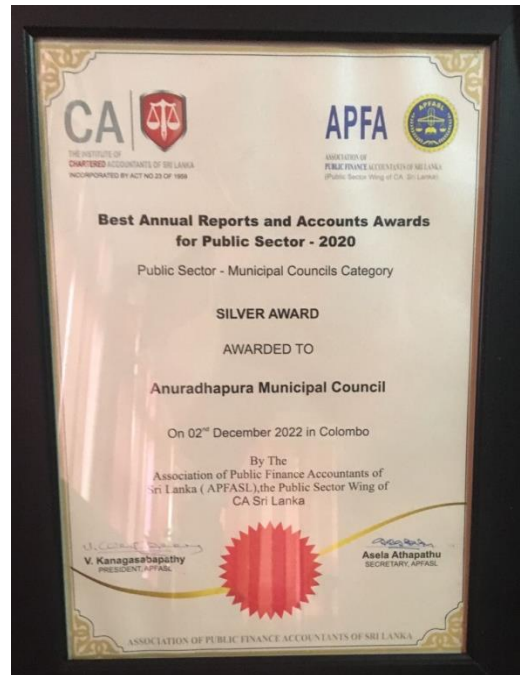 CA
THE INSTITUTE OF
CHARTERED ACCOUNTANTS OF SRI LANKA
INCORPORATED BY ACT NO.23 OF 1959
APFA
APFASL
ASSOCIATION OF
PUBLIC FINANCE ACCOUNTANTS OF SRI LANKA
(Public Sector Wing of CA Sri Lanka)
Best Annual Reports and Accounts Awards
for Public Sector - 2020
Public Sector - Municipal Councils Category
SILVER AWARD
AWARDED TO
Anuradhapura Municipal Council
On 02nd December 2022 in Colombo
By The
Association of Public Finance Accountants of
Sri Lanka ( APFASL),the Public Sector Wing of
CA Sri Lanka
V. Kanagasabapathy
PRESIDENT, APFASL
Asela Athapathu
SECRETARY, APFASL
ASSOCIATION OF PUBLIC FINANCE ACCOUNTANTS OF SRI LANKA